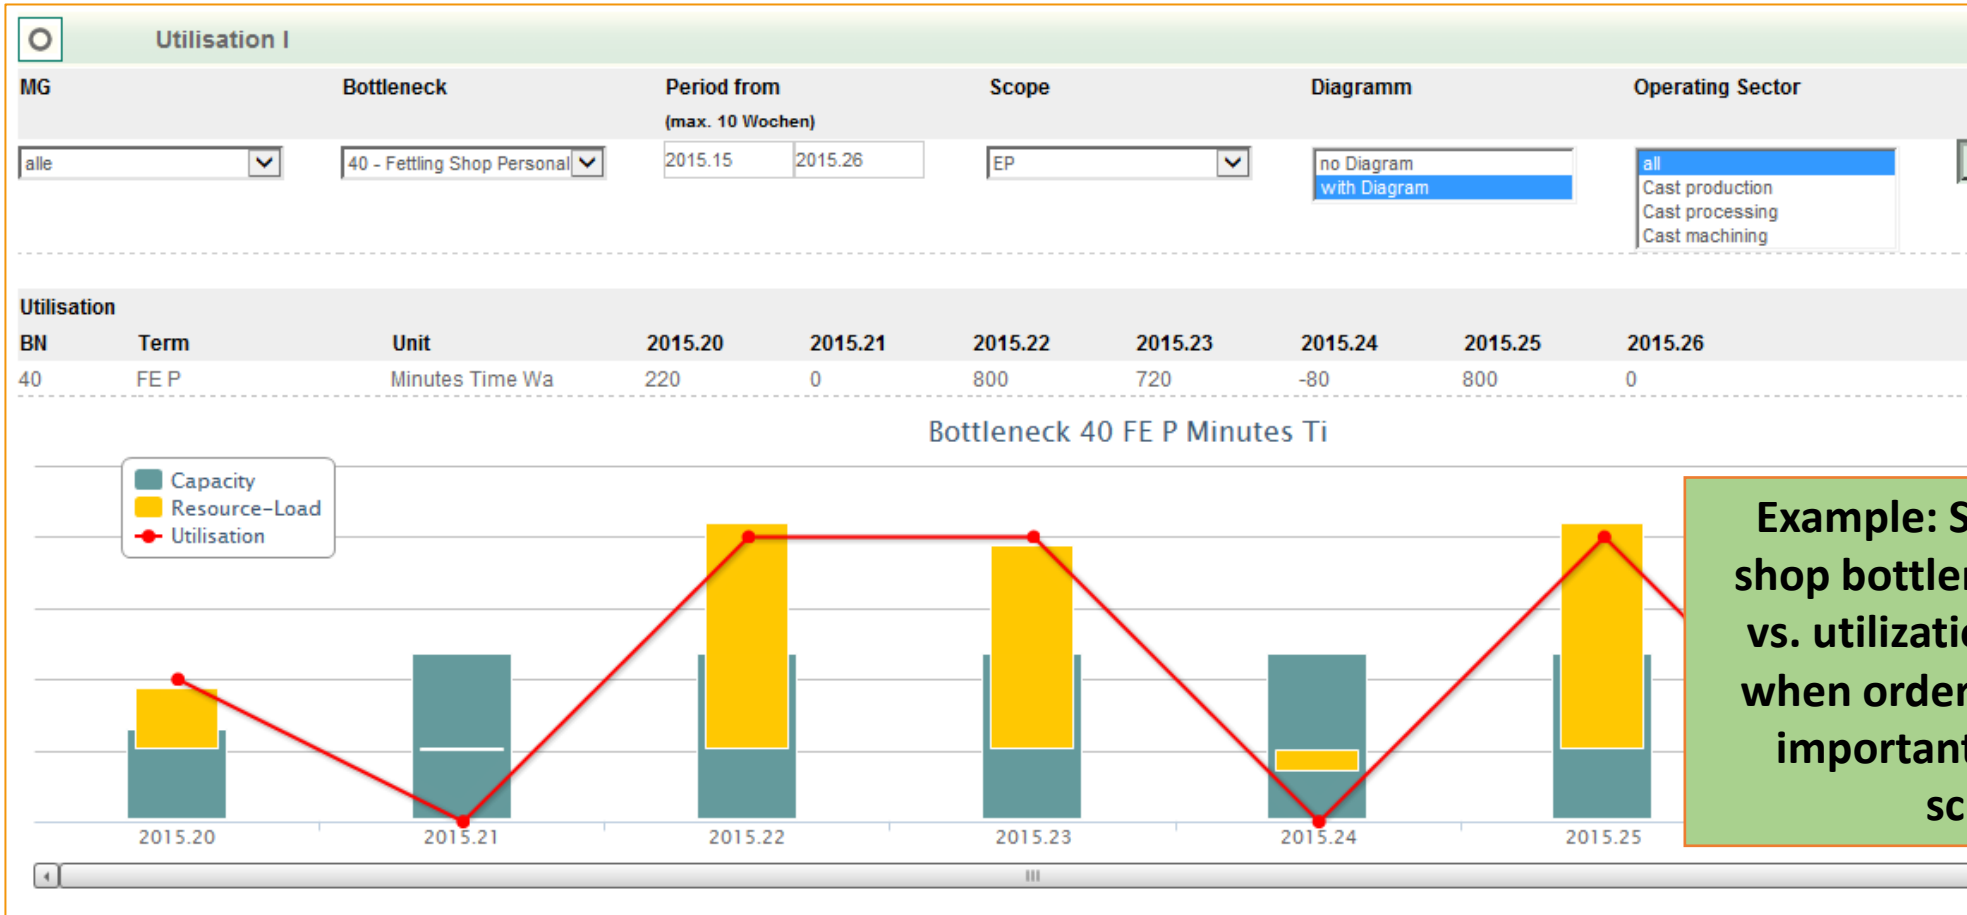 Utilisation I
MG Bottleneck Period from Scope Diagramm Operating Sector
(max. 10 Wochen)
alle 40 - Fettling Shop Personal 2015.15 2015.26 EP no Diagram all
with Diagram Cast production
Cast processing
Cast machining
Utilisation
BN Term Unit 2015.20 2015.21 2015.22 2015.23 2015.24 2015.25 2015.26
40 FE P Minutes Time Wa 220 0 800 720 -80 800 0
Bottleneck 40 FE P Minutes Ti
Capacity
Resource-Load
Utilisation
Example: S
shop bottle
vs. utilizati
when order
important
sc
2015.20 2015.21 2015.22 2015.23 2015.24 2015.25